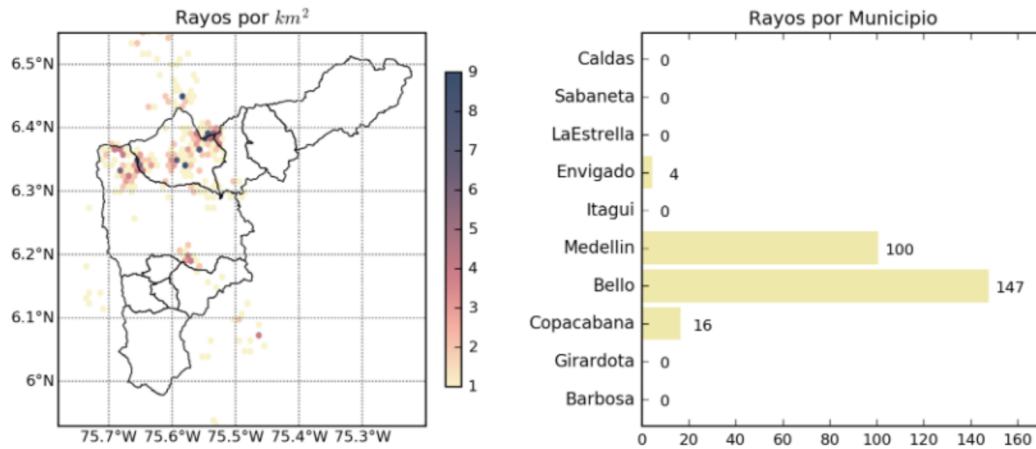 Rayos por km²
6.5°N
6.4°N
6.3°N
6.2°N
6.1°N
6°N
75.7°W 75.6°W 75.5°W 75.4°W 75.3°W
9
8
7
6
5
4
3
2
1
Rayos por Municipio
Caldas 0
Sabaneta 0
LaEstrella 0
Envigado 4
Itagui 0
Medellin 100
Bello 147
Copacabana 16
Girardota 0
Barbosa 0
0 20 40 60 80 100 120 140 160